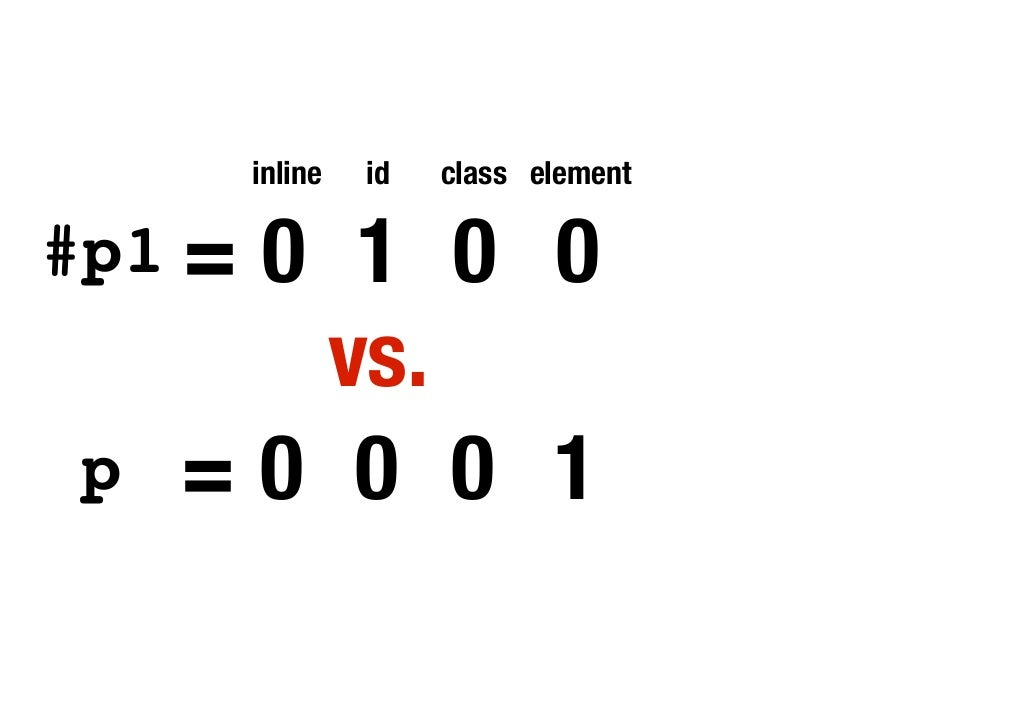 inline id class element
#p1 = 0 1 0 0
vs.
p = 0 0 0 1